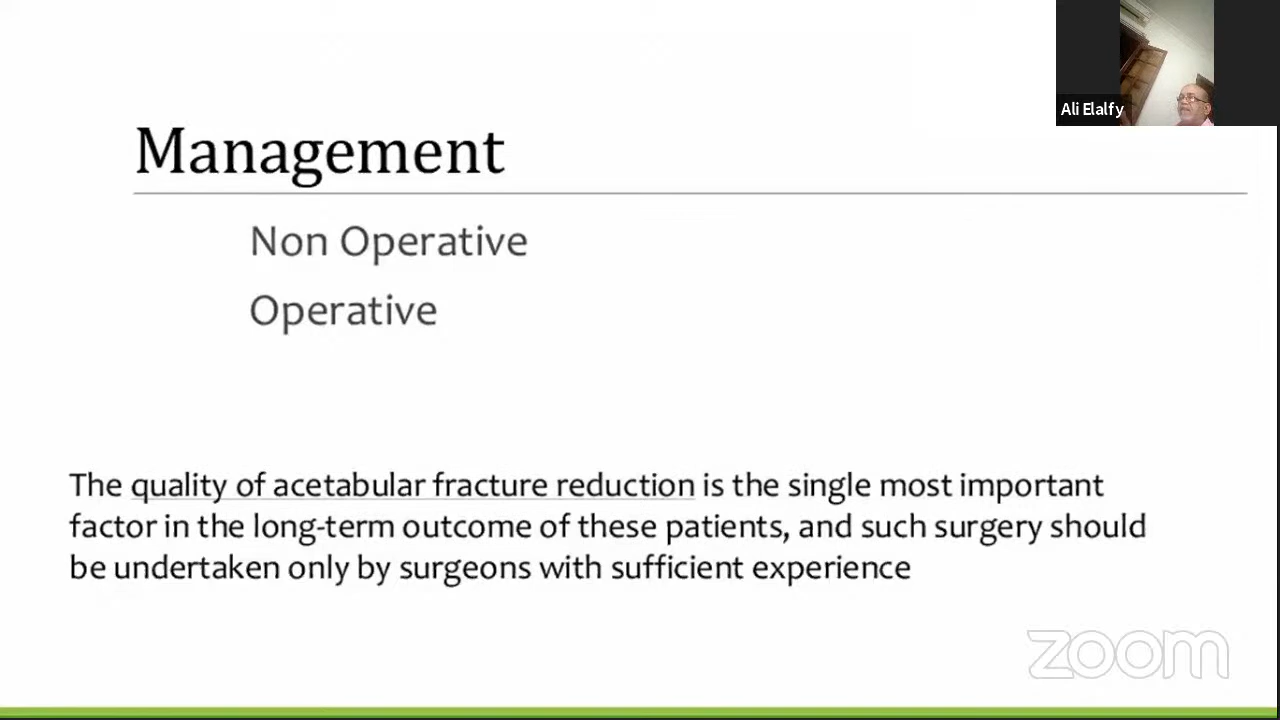 Ali Elalfy
Management
Non Operative
Operative
The quality of acetabular fracture reduction is the single most important
factor in the long-term outcome of these patients, and such surgery should
be undertaken only by surgeons with sufficient experience
zoom